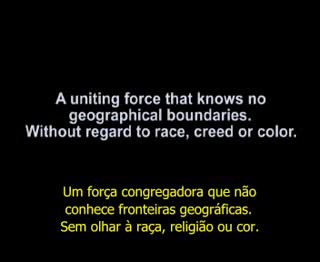 A uniting force that knows no
geographical boundaries.
Without regard to race, creed or color.
Um força congregadora que não
conhece fronteiras geográficas.
Sem olhar à raça, religião ou cor.